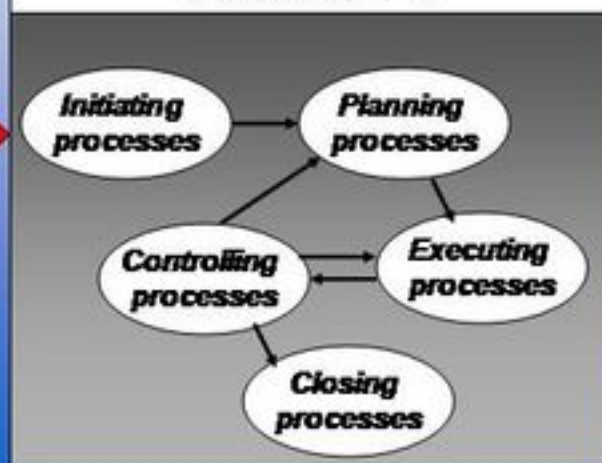 Initiating
processes
Planning
processes
Controlling
processes
Executing
processes
Closing
processes